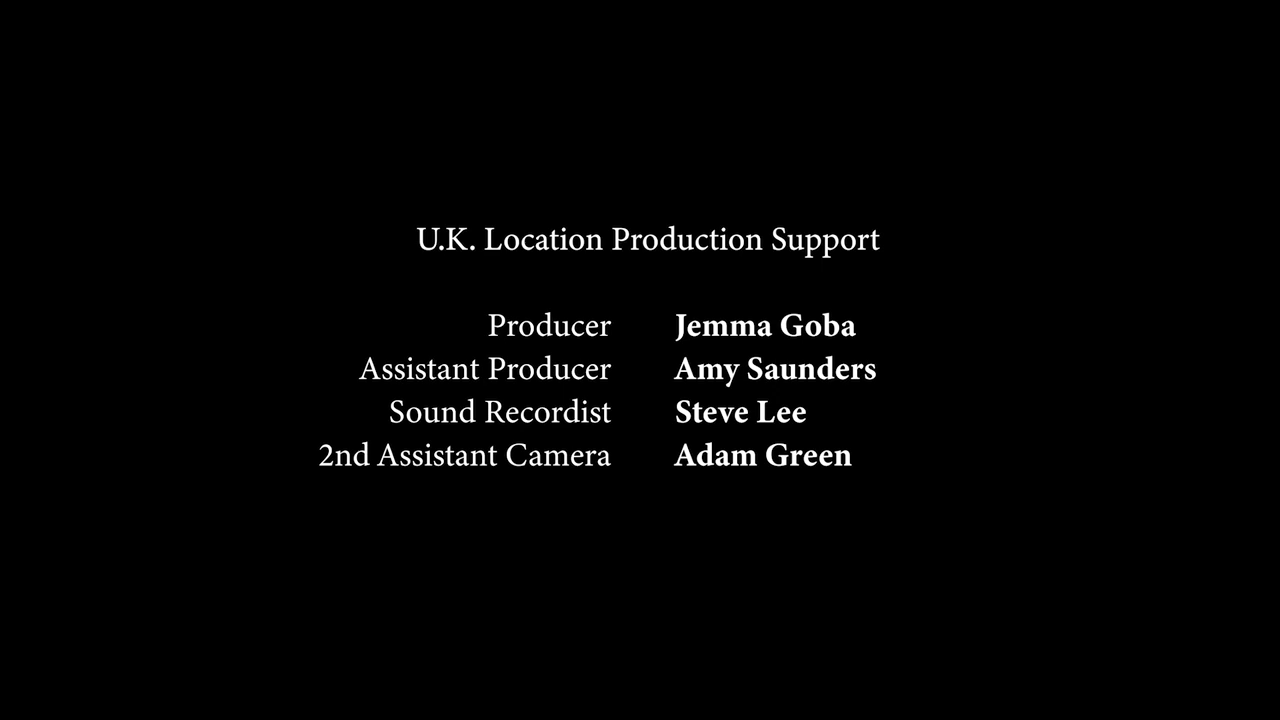 U.K. Location Production Support
Producer Jemma Goba
Assistant Producer Amy Saunders
Sound Recordist Steve Lee
2nd Assistant Camera Adam Green